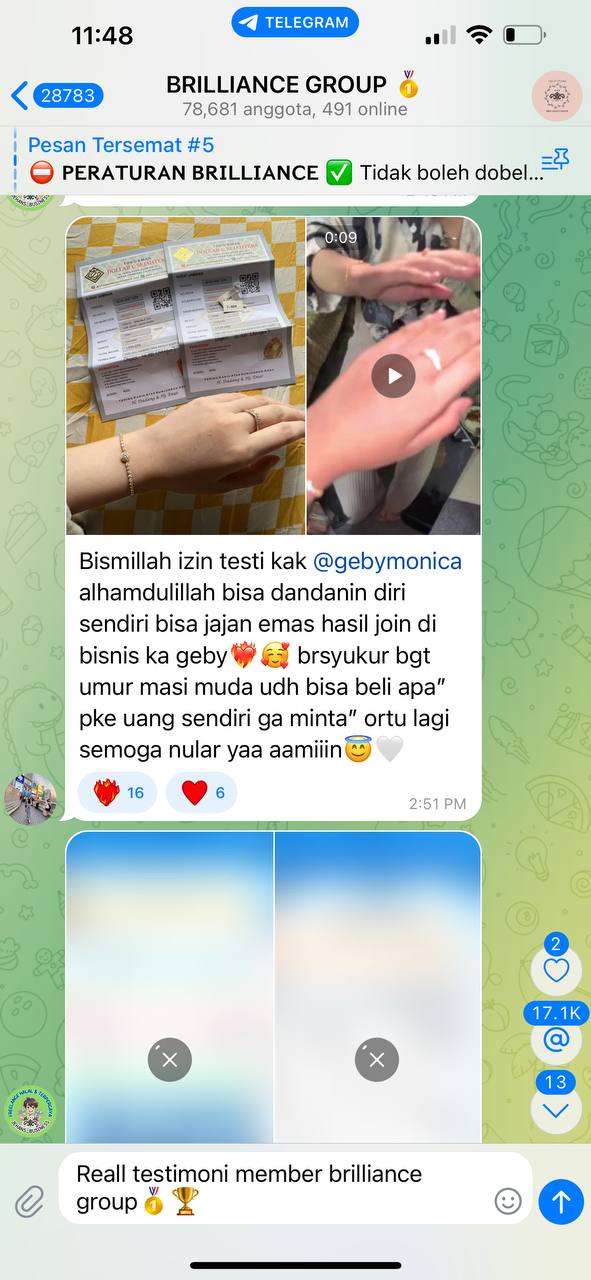 11:48
TELEGRAM
28783
BRILLIANCE GROUP 🥇
78,681 anggota, 491 online
Pesan Tersemat #5
⛔ PERATURAN BRILLIANCE ✅ Tidak boleh dobel...
0:09
Bismillah izin testi kak @gebymonica
alhamdulillah bisa dandanin diri
sendiri bisa jajan emas hasil join di
bisnis ka geby❤️‍🔥🥰 brsyukur bgt
umur masi muda udh bisa beli apa”
pke uang sendiri ga minta” ortu lagi
semoga nular yaa aamiiin😇🤍
❤️‍🔥 16 ❤️ 6
2:51 PM
2
17.1K
@
13
Reall testimoni member brilliance
group🥇🏆